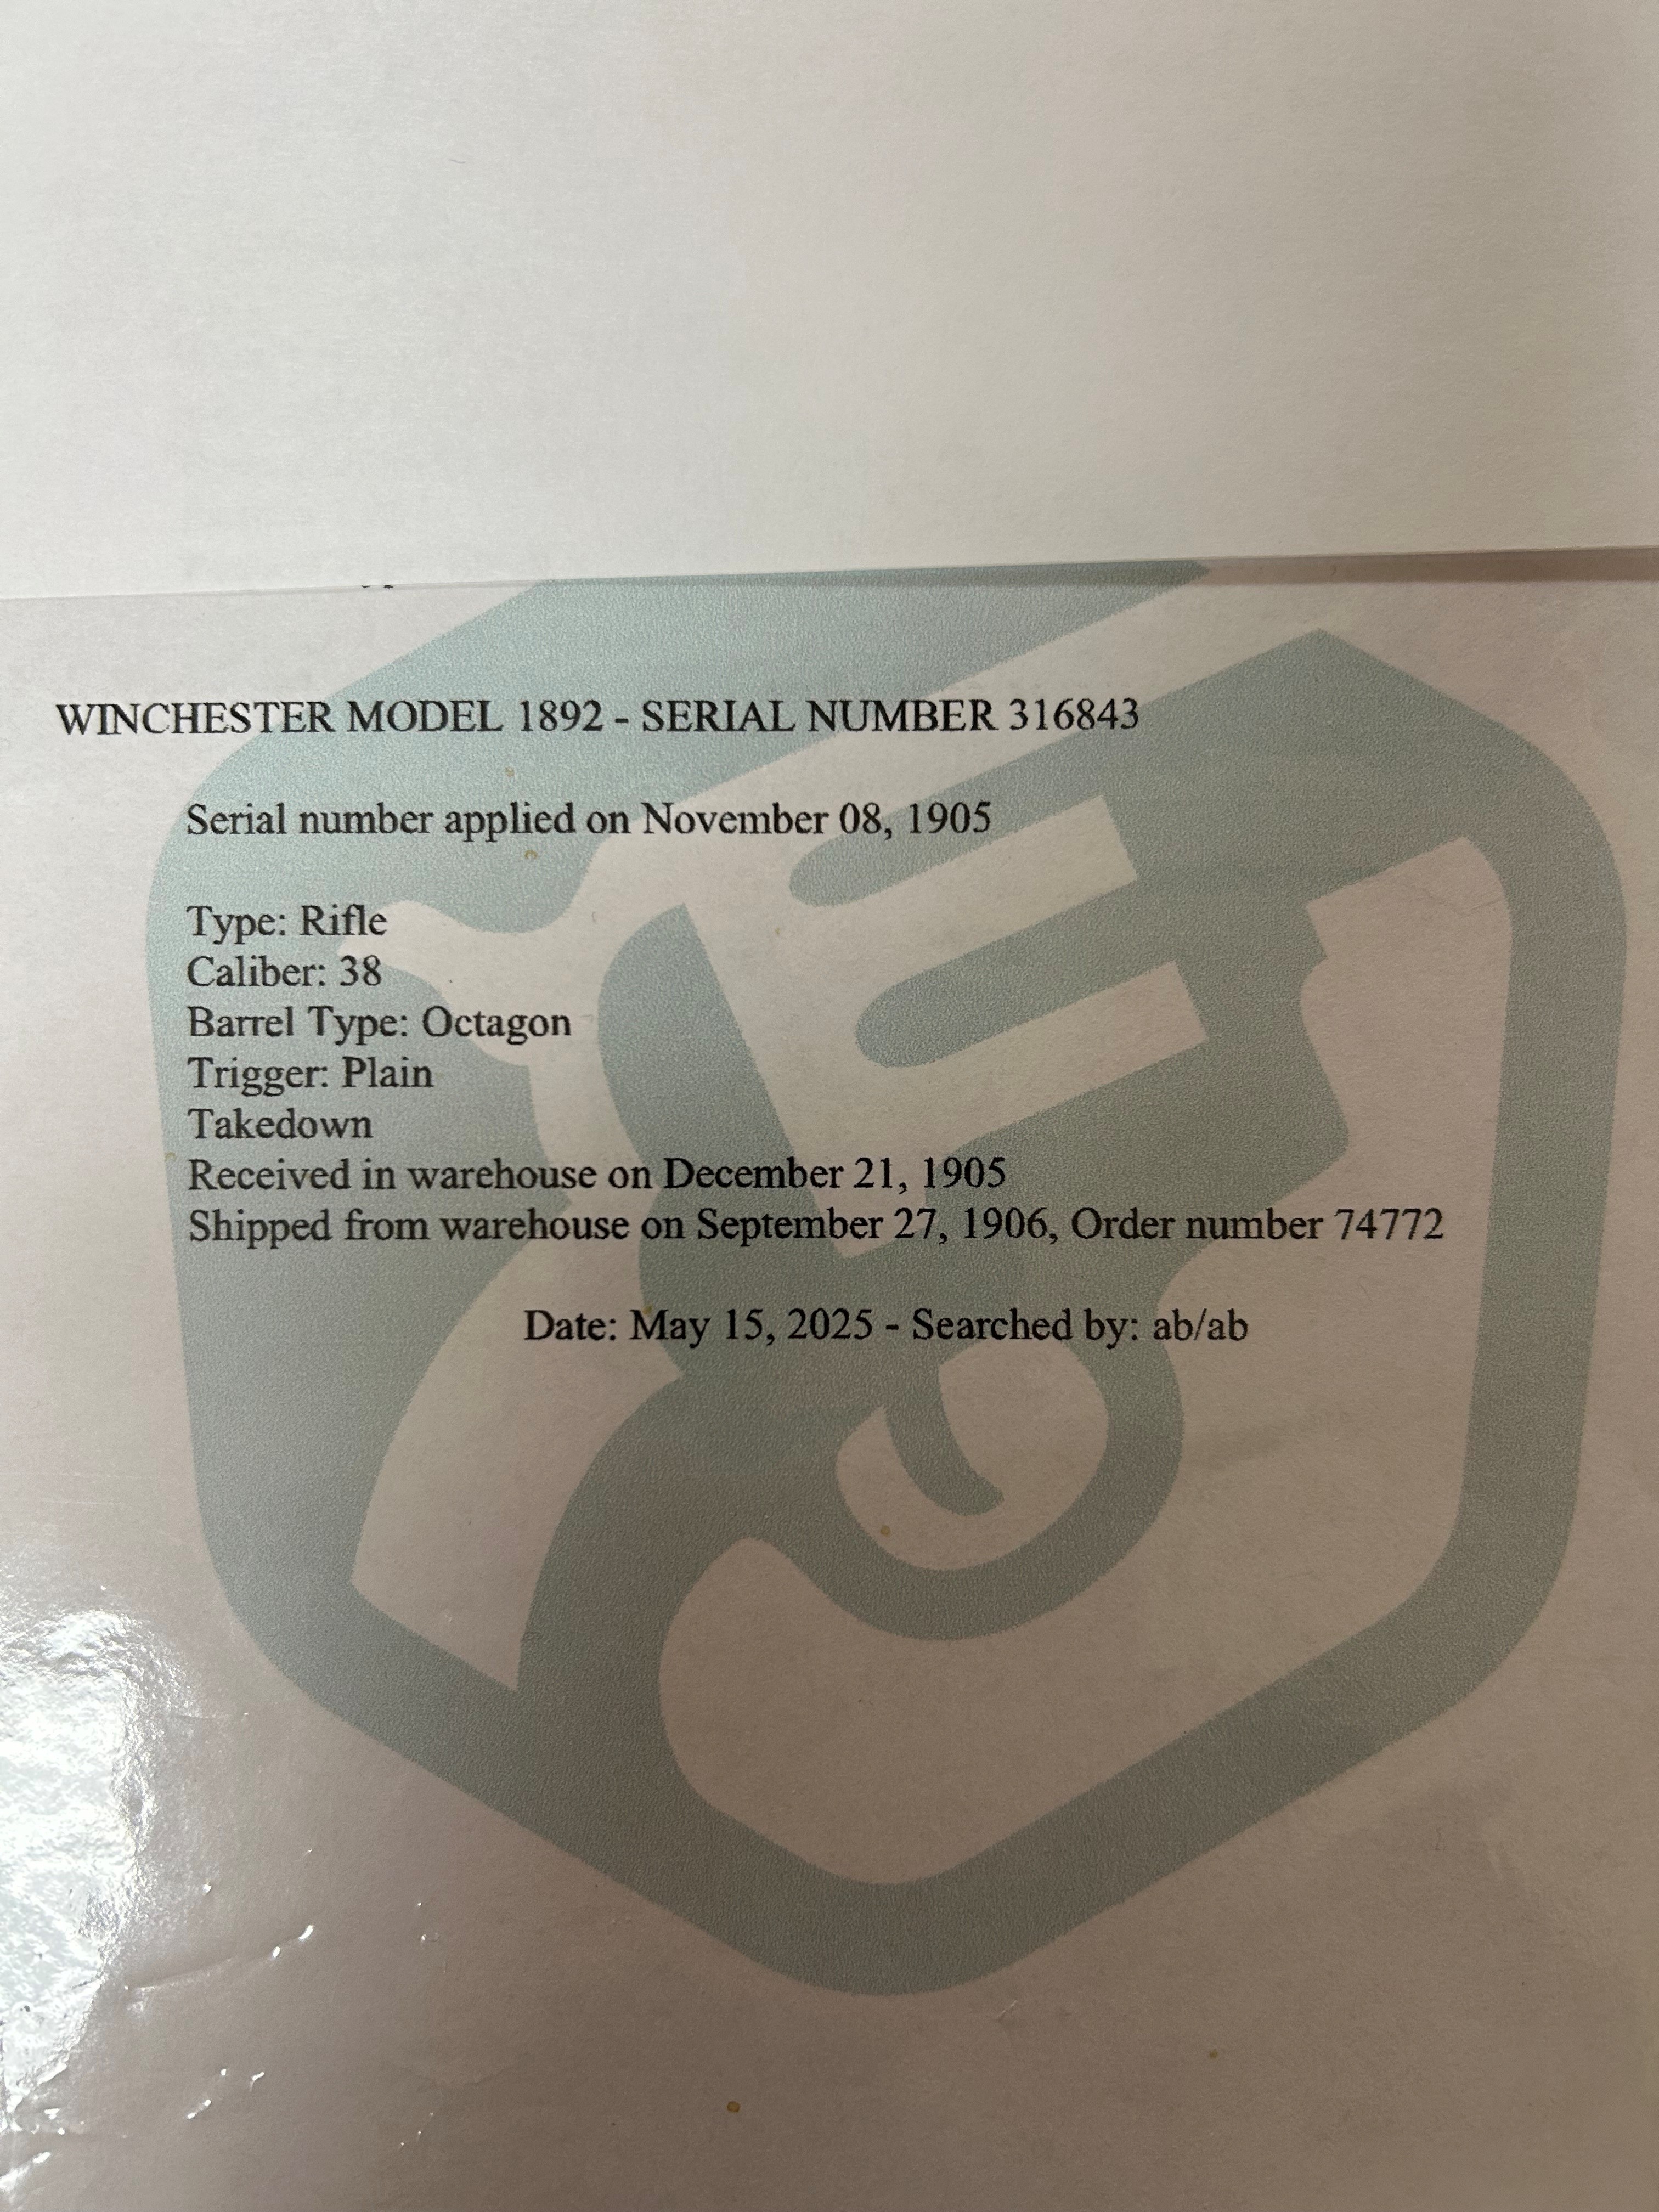 WINCHESTER MODEL 1892 - SERIAL NUMBER 316843
Serial number applied on November 08, 1905
Type: Rifle
Caliber: 38
Barrel Type: Octagon
Trigger: Plain
Takedown
Received in warehouse on December 21, 1905
Shipped from warehouse on September 27, 1906, Order number 74772
Date: May 15, 2025 - Searched by: ab/ab